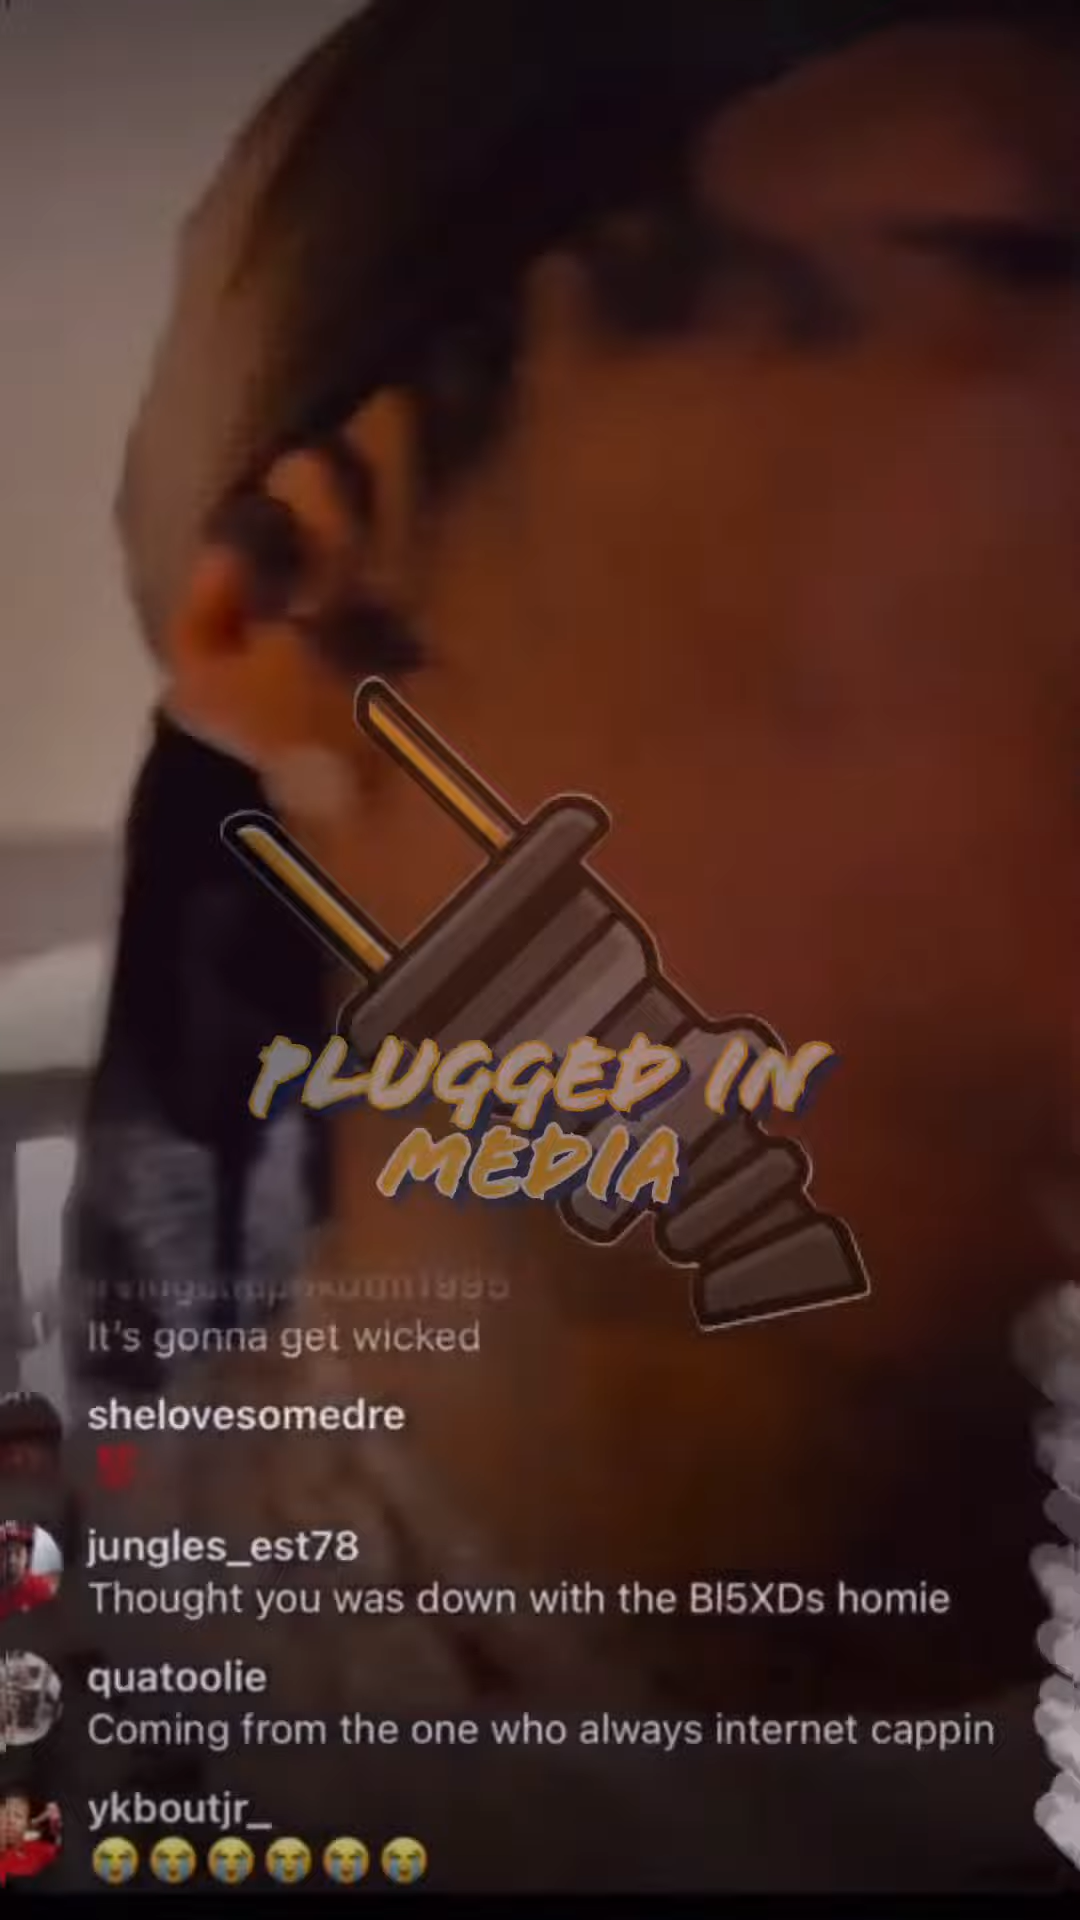 PLUGGED IN
MEDIA
It's gonna get wicked
shelovesomedre
💯
jungles_est78
Thought you was down with the Bl5XDs homie
quatoolie
Coming from the one who always internet cappin
ykboutjr_
😭😭😭😭😭😭